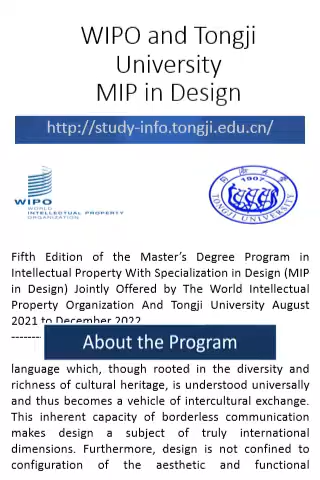 WIPO and Tongji
University
MIP in Design
http://study-info.tongji.edu.cn/
WIPO
WORLD
INTELLECTUAL PROPERTY
ORGANIZATION
1907
TONGJI UNIVERSITY
Fifth Edition of the Master’s Degree Program in
Intellectual Property With Specialization in Design (MIP
in Design) Jointly Offered by The World Intellectual
Property Organization And Tongji University August
2021 to December 2022
--------
About the Program
language which, though rooted in the diversity and
richness of cultural heritage, is understood universally
and thus becomes a vehicle of intercultural exchange.
This inherent capacity of borderless communication
makes design a subject of truly international
dimensions. Furthermore, design is not confined to
configuration of the aesthetic and functional